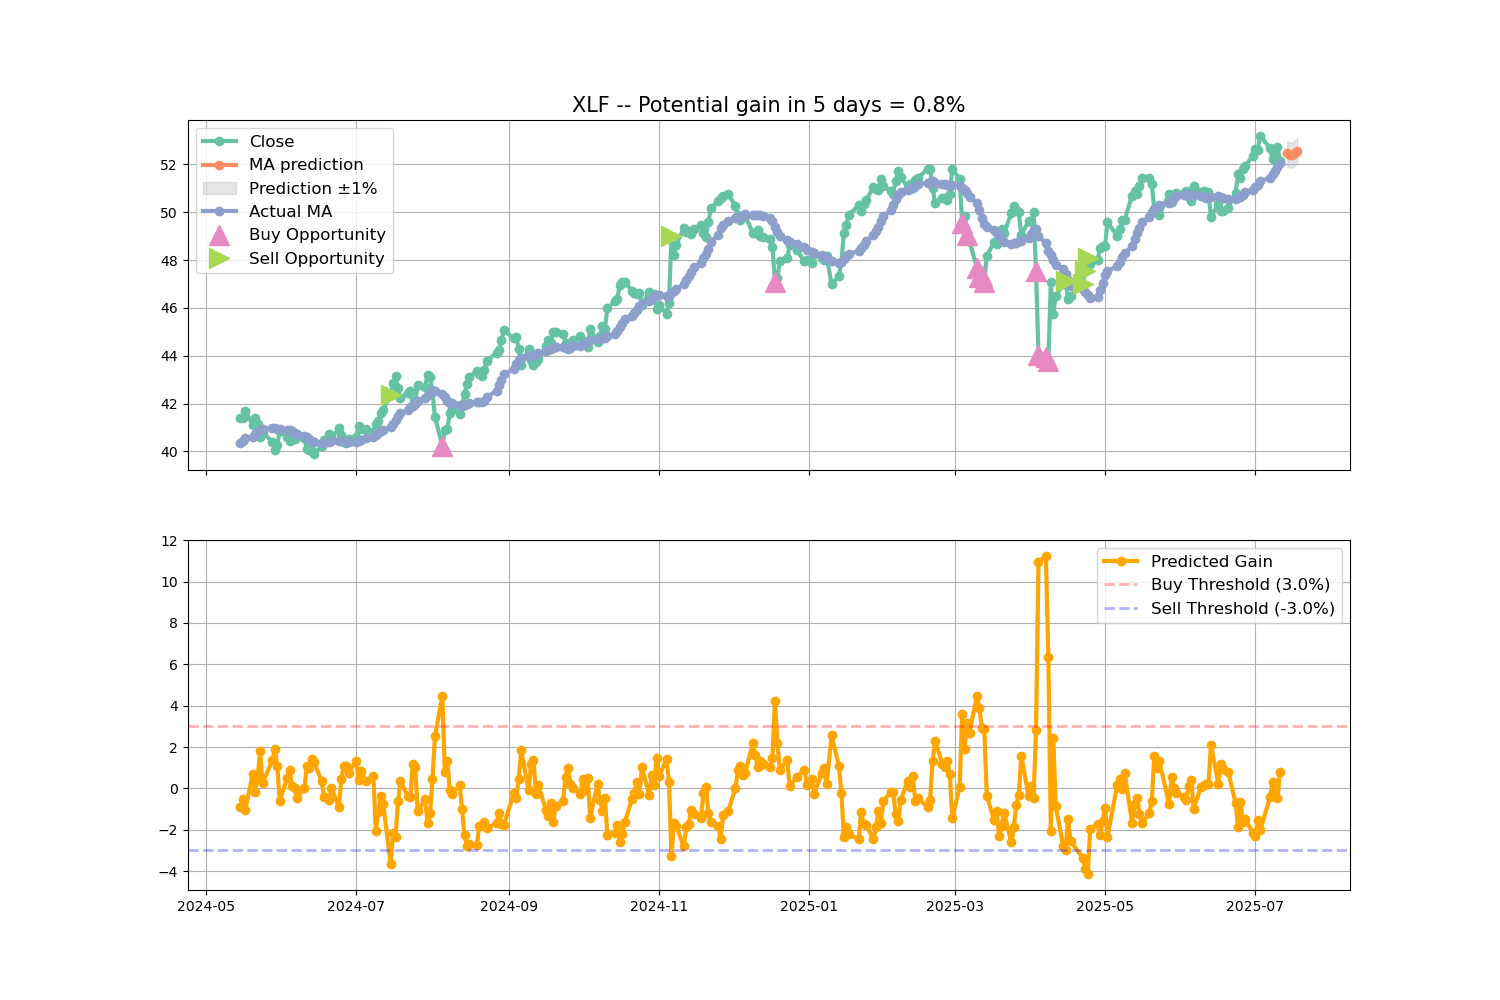 XLF -- Potential gain in 5 days = 0.8%
Close
MA prediction
Prediction ±1%
Actual MA
Buy Opportunity
Sell Opportunity
52
50
48
46
44
42
40
Predicted Gain
Buy Threshold (3.0%)
Sell Threshold (-3.0%)
12
10
8
6
4
2
0
−2
−4
2024-05
2024-07
2024-09
2024-11
2025-01
2025-03
2025-05
2025-07